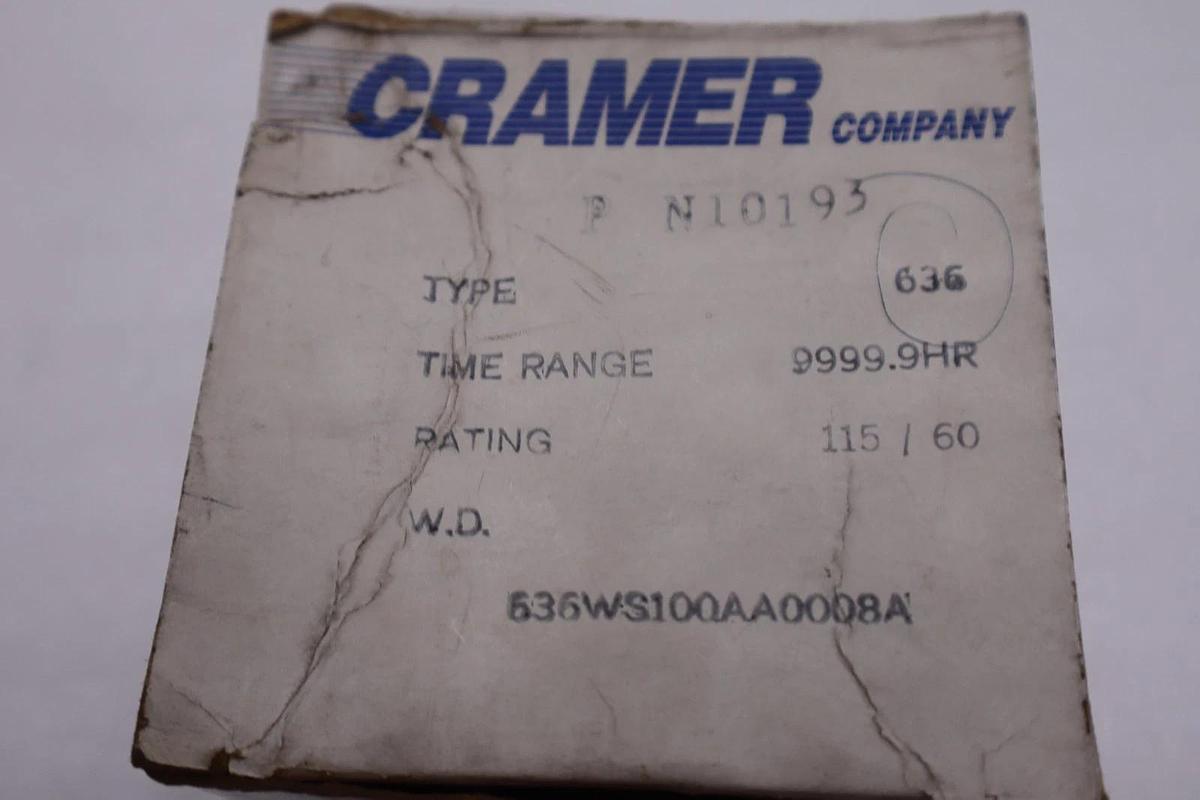 CRAMER COMPANY
P N10193
TYPE 636
TIME RANGE 9999.9HR
RATING 115 / 60
W.D.
636WS100AA0008A